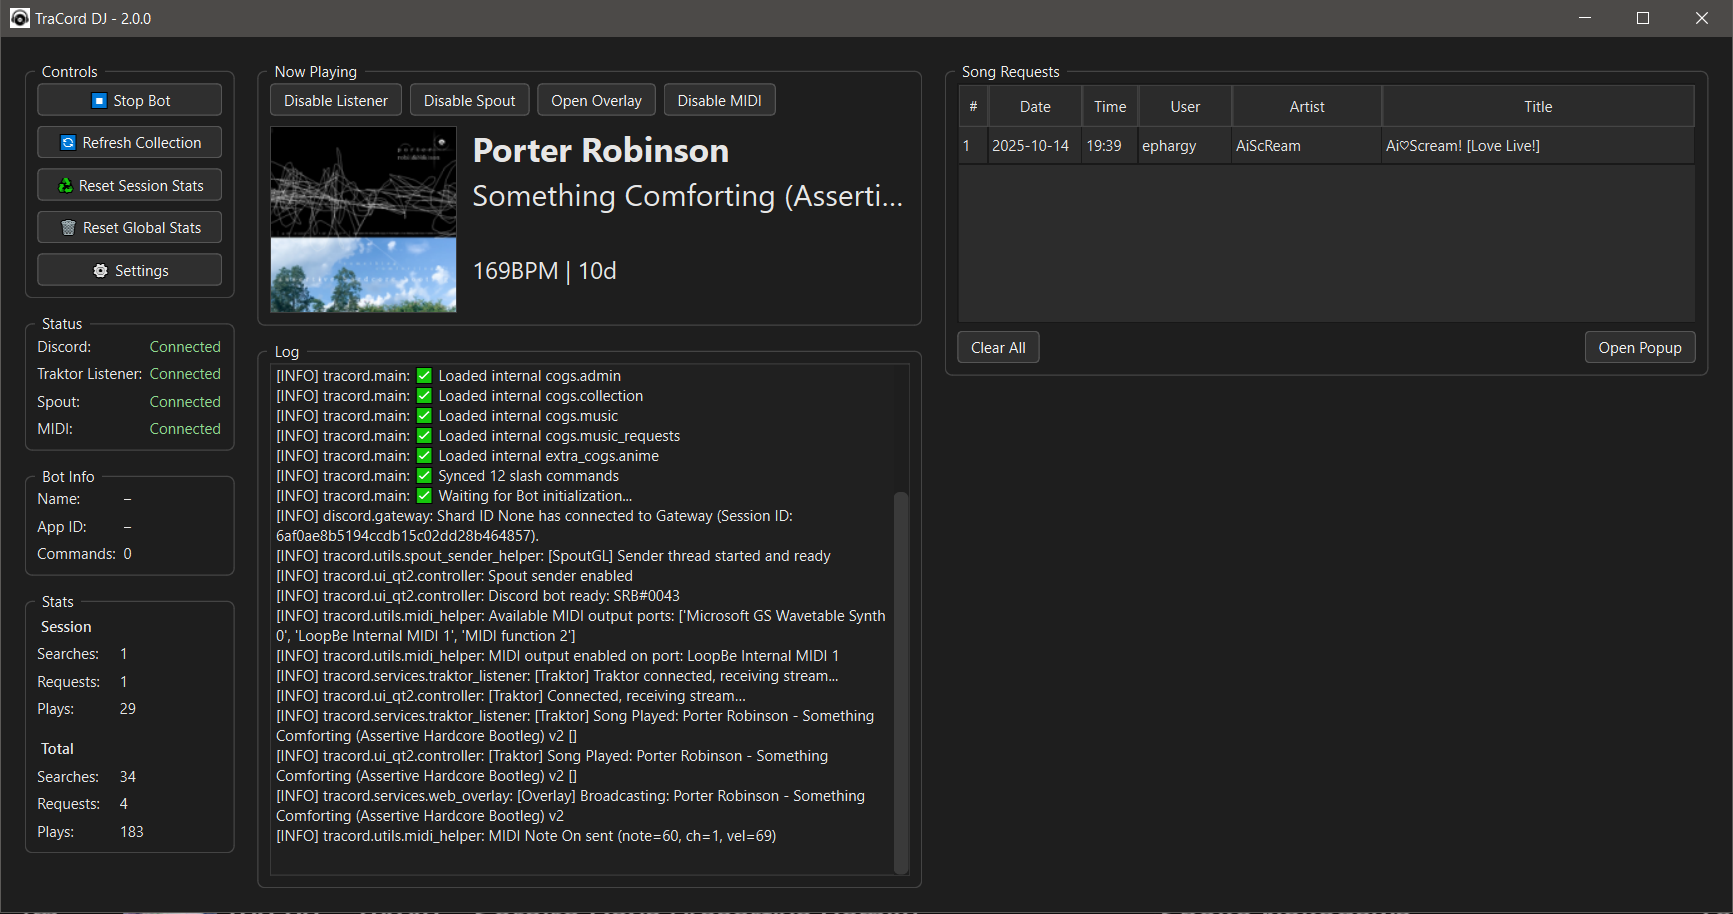 TraCord DJ - 2.0.0
Controls
Stop Bot
Refresh Collection
Reset Session Stats
Reset Global Stats
Settings
Status
Discord: Connected
Traktor Listener: Connected
Spout: Connected
MIDI: Connected
Bot Info
Name: –
App ID: –
Commands: 0
Stats
Session
Searches: 1
Requests: 1
Plays: 29
Total
Searches: 34
Requests: 4
Plays: 183
Now Playing
Disable Listener Disable Spout Open Overlay Disable MIDI
Porter Robinson
Something Comforting (Asserti...
169BPM | 10d
Log
[INFO] tracord.main: ✅ Loaded internal cogs.admin
[INFO] tracord.main: ✅ Loaded internal cogs.collection
[INFO] tracord.main: ✅ Loaded internal cogs.music
[INFO] tracord.main: ✅ Loaded internal cogs.music_requests
[INFO] tracord.main: ✅ Loaded internal extra_cogs.anime
[INFO] tracord.main: ✅ Synced 12 slash commands
[INFO] tracord.main: ✅ Waiting for Bot initialization...
[INFO] discord.gateway: Shard ID None has connected to Gateway (Session ID:
6af0ae8b5194ccdb15c02dd28b464857).
[INFO] tracord.utils.spout_sender_helper: [SpoutGL] Sender thread started and ready
[INFO] tracord.ui_qt2.controller: Spout sender enabled
[INFO] tracord.ui_qt2.controller: Discord bot ready: SRB#0043
[INFO] tracord.utils.midi_helper: Available MIDI output ports: ['Microsoft GS Wavetable Synth
0', 'LoopBe Internal MIDI 1', 'MIDI function 2']
[INFO] tracord.utils.midi_helper: MIDI output enabled on port: LoopBe Internal MIDI 1
[INFO] tracord.services.traktor_listener: [Traktor] Traktor connected, receiving stream...
[INFO] tracord.ui_qt2.controller: [Traktor] Connected, receiving stream...
[INFO] tracord.services.traktor_listener: [Traktor] Song Played: Porter Robinson - Something
Comforting (Assertive Hardcore Bootleg) v2 []
[INFO] tracord.ui_qt2.controller: [Traktor] Song Played: Porter Robinson - Something
Comforting (Assertive Hardcore Bootleg) v2 []
[INFO] tracord.services.web_overlay: [Overlay] Broadcasting: Porter Robinson - Something
Comforting (Assertive Hardcore Bootleg) v2
[INFO] tracord.utils.midi_helper: MIDI Note On sent (note=60, ch=1, vel=69)
Song Requests
# Date Time User Artist Title
1 2025-10-14 19:39 ephargy AiScReam Ai♡Scream! [Love Live!]
Clear All Open Popup